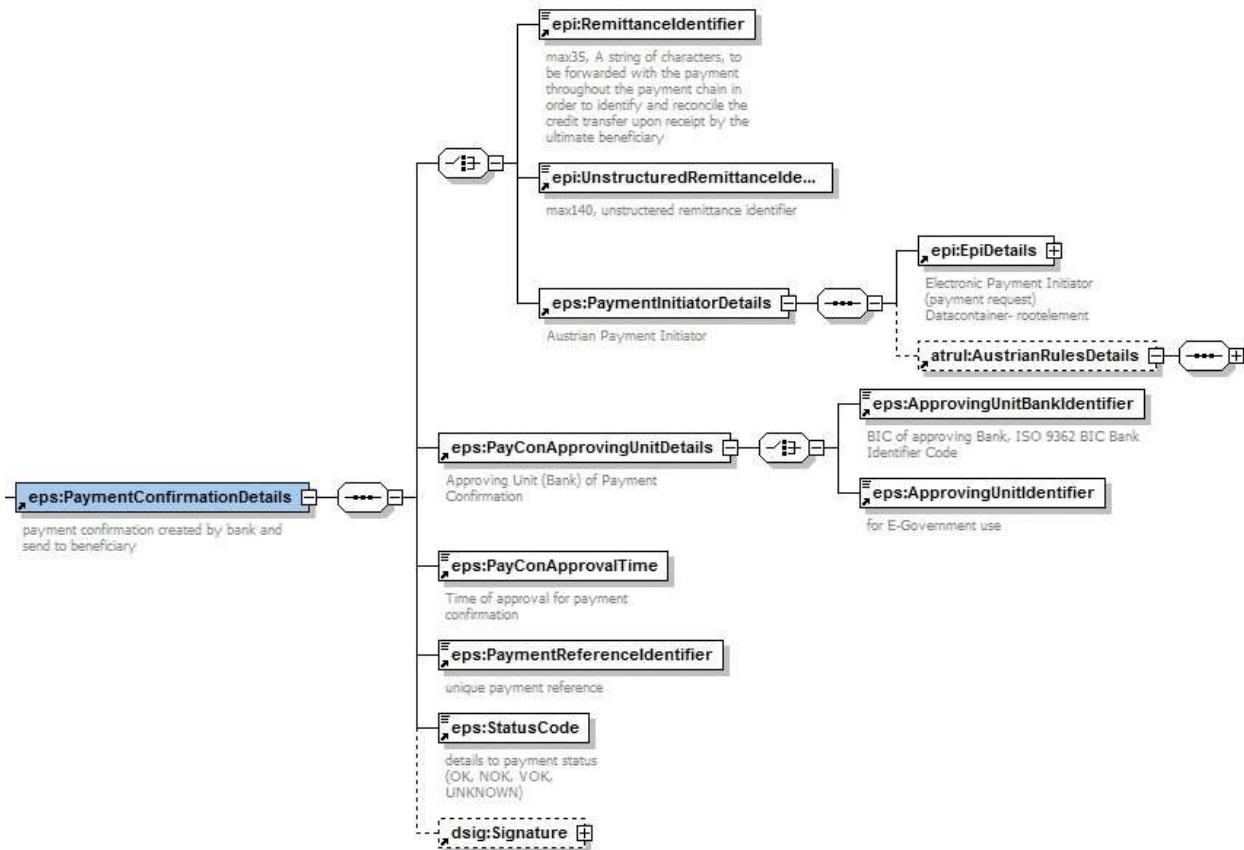 epi:RemittanceIdentifier
max35, A string of characters, to
be forwarded with the payment
throughout the payment chain in
order to identify and reconcile the
credit transfer upon receipt by the
ultimate beneficiary
epi:UnstructuredRemittanceIde...
max140, unstructered remittance identifier
eps:PaymentInitiatorDetails
Austrian Payment Initiator
epi:EpiDetails
Electronic Payment Initiator
(payment request)
Datacontainer- rootelement
atrul:AustrianRulesDetails
eps:PayConApprovingUnitDetails
Approving Unit (Bank) of Payment
Confirmation
eps:ApprovingUnitBankIdentifier
BIC of approving Bank, ISO 9362 BIC Bank
Identifier Code
eps:ApprovingUnitIdentifier
for E-Government use
eps:PaymentConfirmationDetails
payment confirmation created by bank and
send to beneficiary
eps:PayConApprovalTime
Time of approval for payment
confirmation
eps:PaymentReferenceIdentifier
unique payment reference
eps:StatusCode
details to payment status
(OK, NOK, VOK,
UNKNOWN)
dsig:Signature